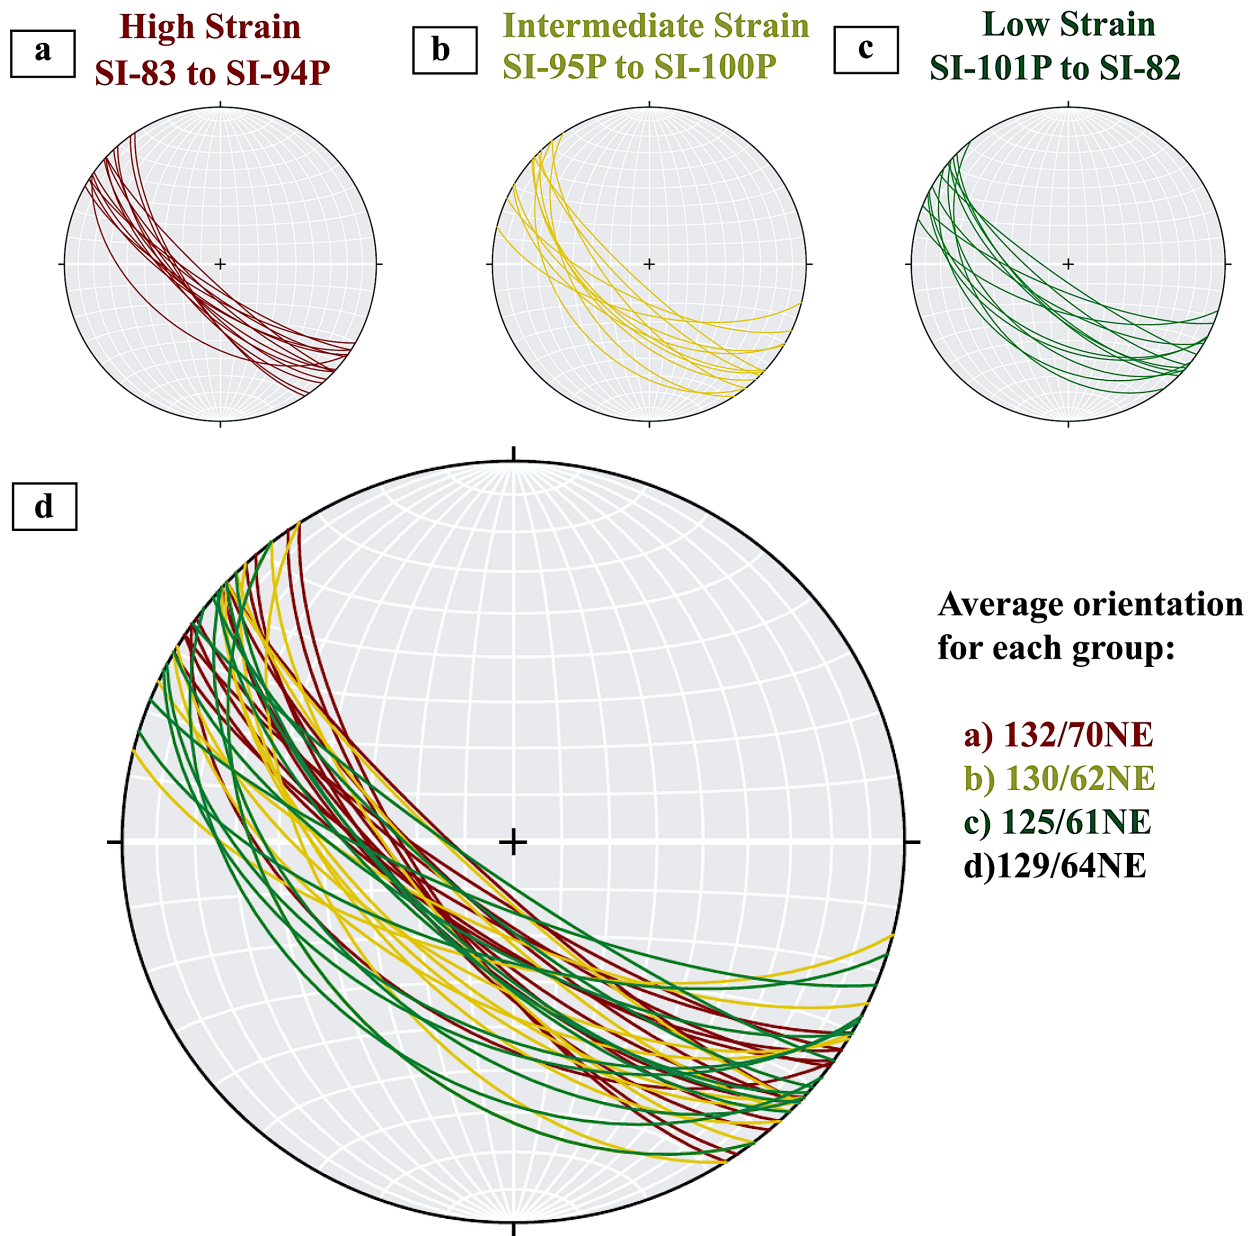 a
High Strain
SI-83 to SI-94P
b
Intermediate Strain
SI-95P to SI-100P
c
Low Strain
SI-101P to SI-82
d
Average orientation
for each group:
a) 132/70NE
b) 130/62NE
c) 125/61NE
d)129/64NE